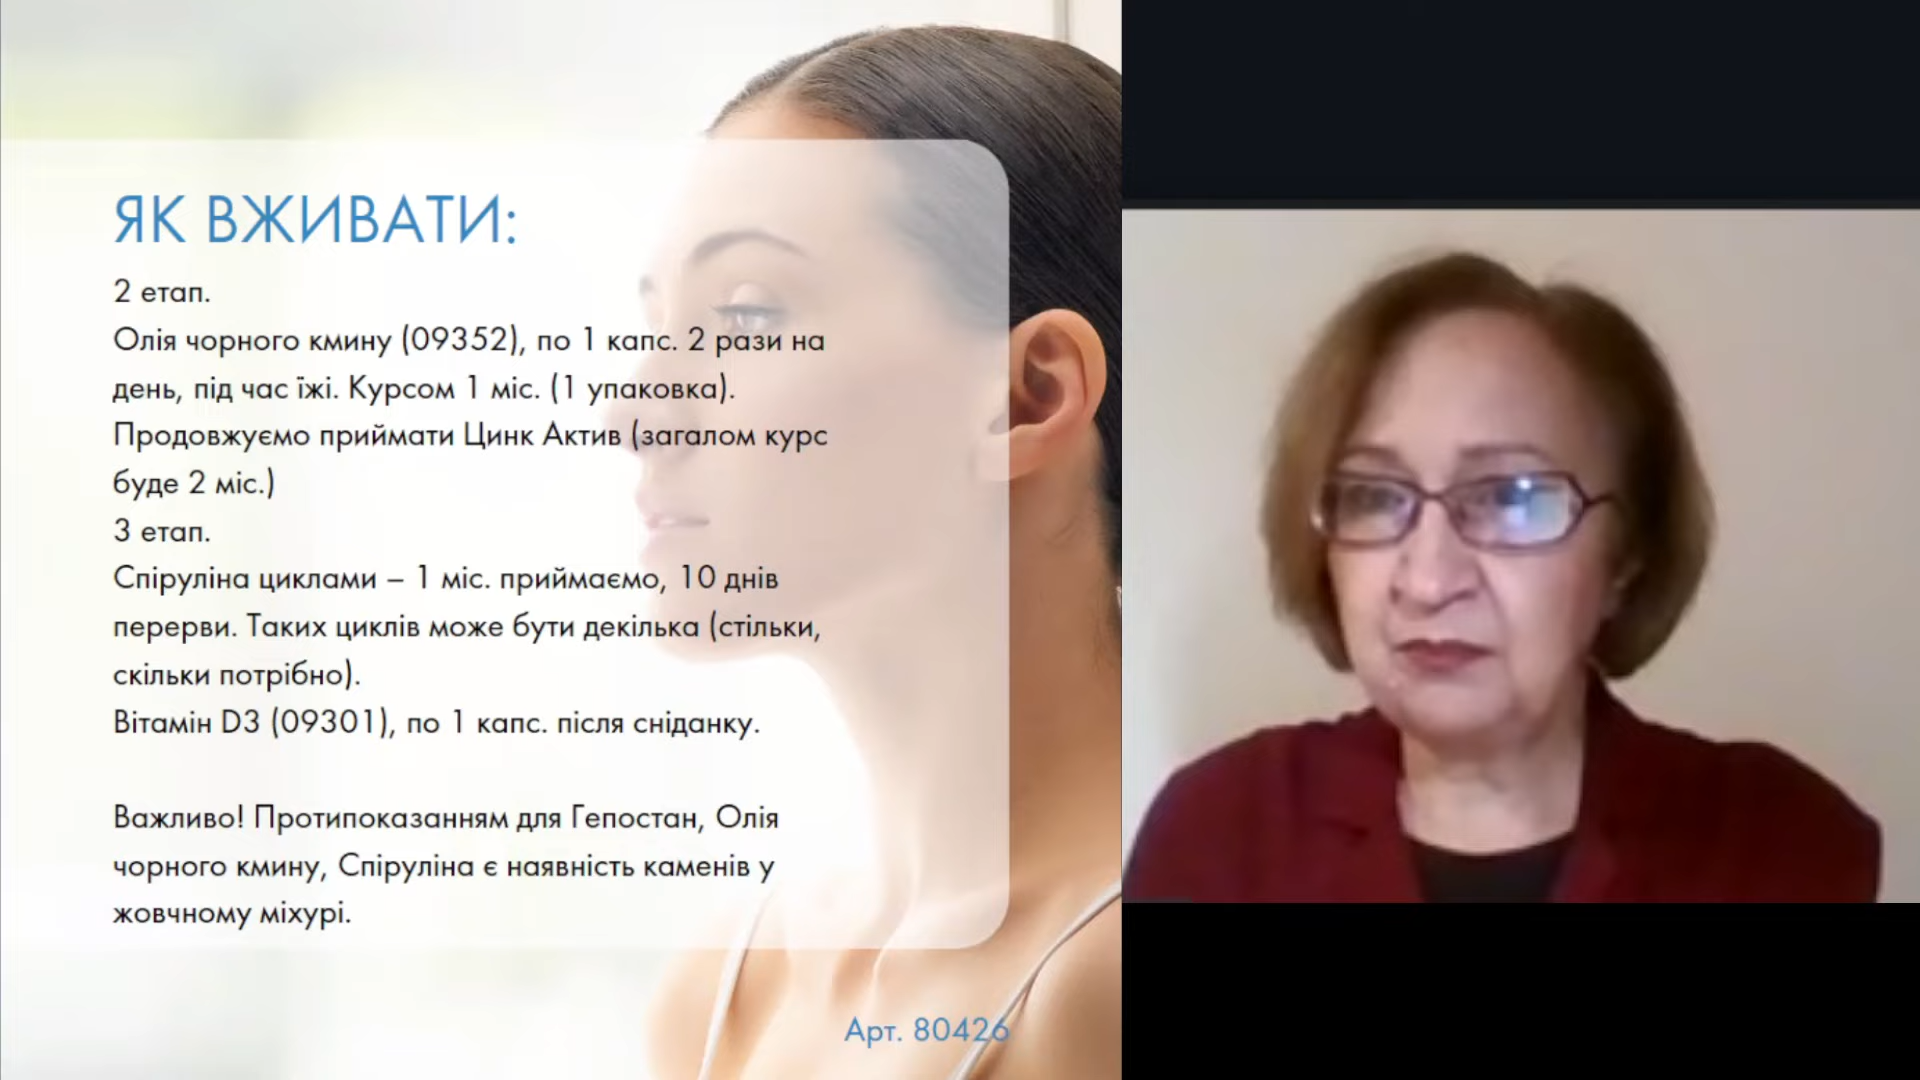 ЯК ВЖИВАТИ:
2 етап.
Олія чорного кмину (09352), по 1 капс. 2 рази на
день, під час їжі. Курсом 1 міс. (1 упаковка).
Продовжуємо приймати Цинк Актив (загалом курс
буде 2 міс.)
3 етап.
Спіруліна циклами – 1 міс. приймаємо, 10 днів
перерви. Таких циклів може бути декілька (стільки,
скільки потрібно).
Вітамін D3 (09301), по 1 капс. після сніданку.
Важливо! Протипоказанням для Гепостан, Олія
чорного кмину, Спіруліна є наявність каменів у
жовчному міхурі.
Арт. 80426